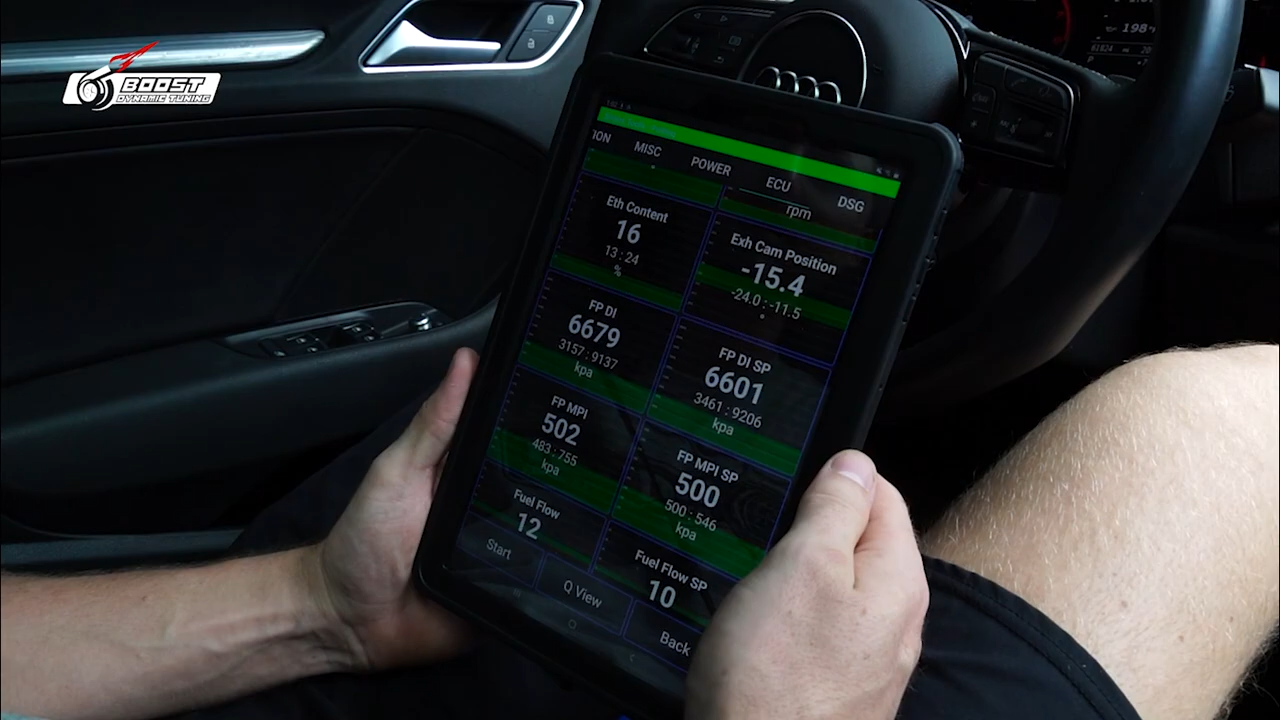 BOOST
DYNAMIC TUNING
198°F
61824 mi
ION MISC POWER ECU DSG
rpm
Eth Content
16
13 : 24
%
Exh Cam Position
-15.4
-24.0 : -11.5
°
FP DI
6679
3157 : 9137
kpa
FP DI SP
6601
3461 : 9206
kpa
FP MPI
502
483 : 755
kpa
FP MPI SP
500
500 : 546
kpa
Fuel Flow
12
Fuel Flow SP
10
Start
Q View
Back